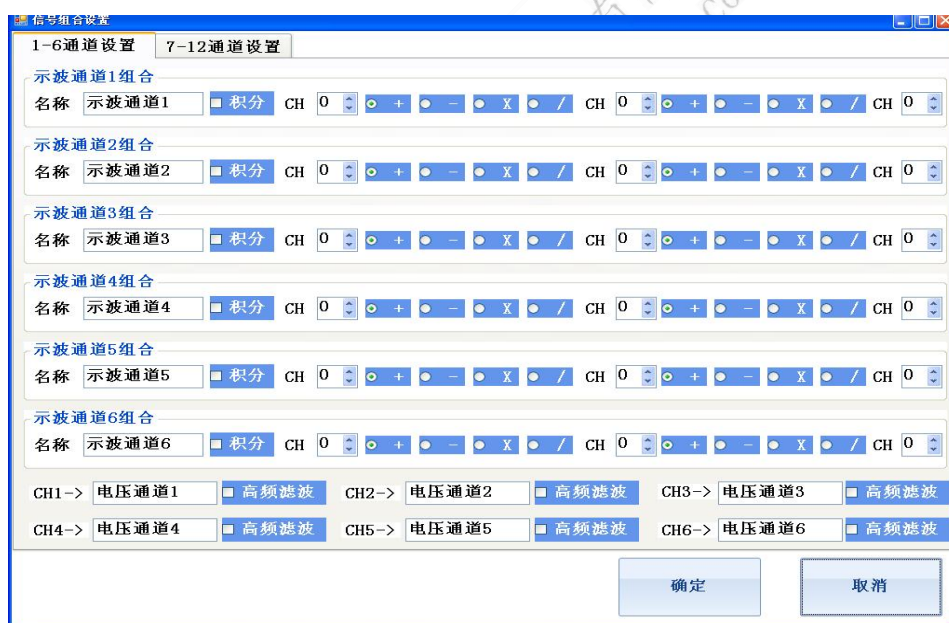 信号组合设置
1-6通道设置 7-12通道设置
示波通道1组合
名称 示波通道1 积分 CH 0 + - X / CH 0 + - X / CH 0
示波通道2组合
名称 示波通道2 积分 CH 0 + - X / CH 0 + - X / CH 0
示波通道3组合
名称 示波通道3 积分 CH 0 + - X / CH 0 + - X / CH 0
示波通道4组合
名称 示波通道4 积分 CH 0 + - X / CH 0 + - X / CH 0
示波通道5组合
名称 示波通道5 积分 CH 0 + - X / CH 0 + - X / CH 0
示波通道6组合
名称 示波通道6 积分 CH 0 + - X / CH 0 + - X / CH 0
CH1-> 电压通道1 高频滤波 CH2-> 电压通道2 高频滤波 CH3-> 电压通道3 高频滤波
CH4-> 电压通道4 高频滤波 CH5-> 电压通道5 高频滤波 CH6-> 电压通道6 高频滤波
确定 取消